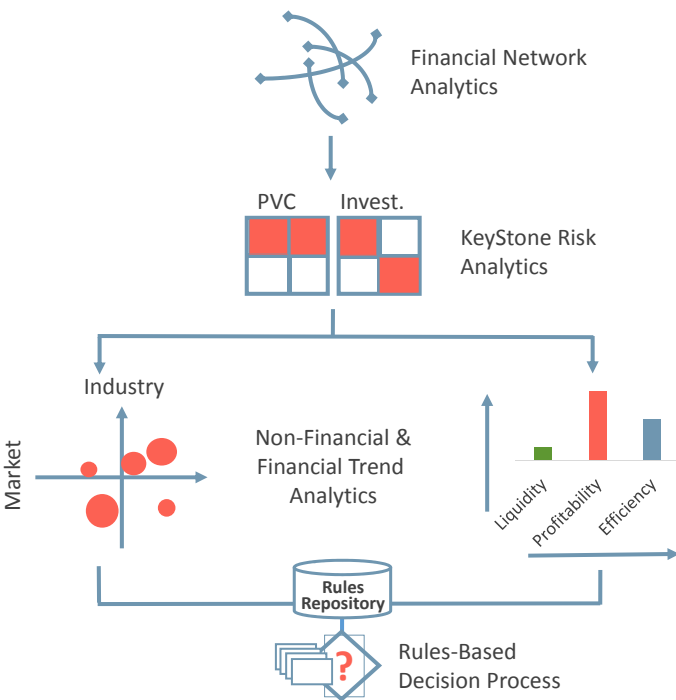 Financial Network
Analytics
PVC
Invest.
KeyStone Risk
Analytics
Industry
Market
Non-Financial &
Financial Trend
Analytics
Liquidity
Profitability
Efficiency
Rules
Repository
?
Rules-Based
Decision Process